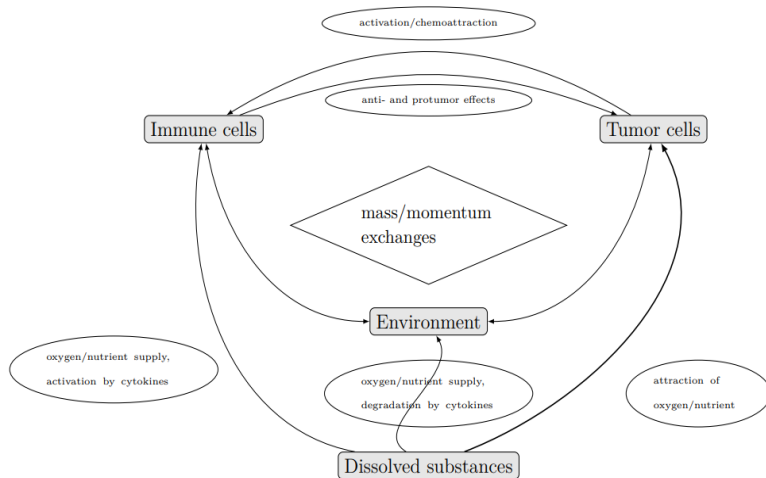 activation/chemoattraction
anti- and protumor effects
Immune cells
Tumor cells
mass/momentum
exchanges
Environment
oxygen/nutrient supply,
activation by cytokines
oxygen/nutrient supply,
degradation by cytokines
attraction of
oxygen/nutrient
Dissolved substances